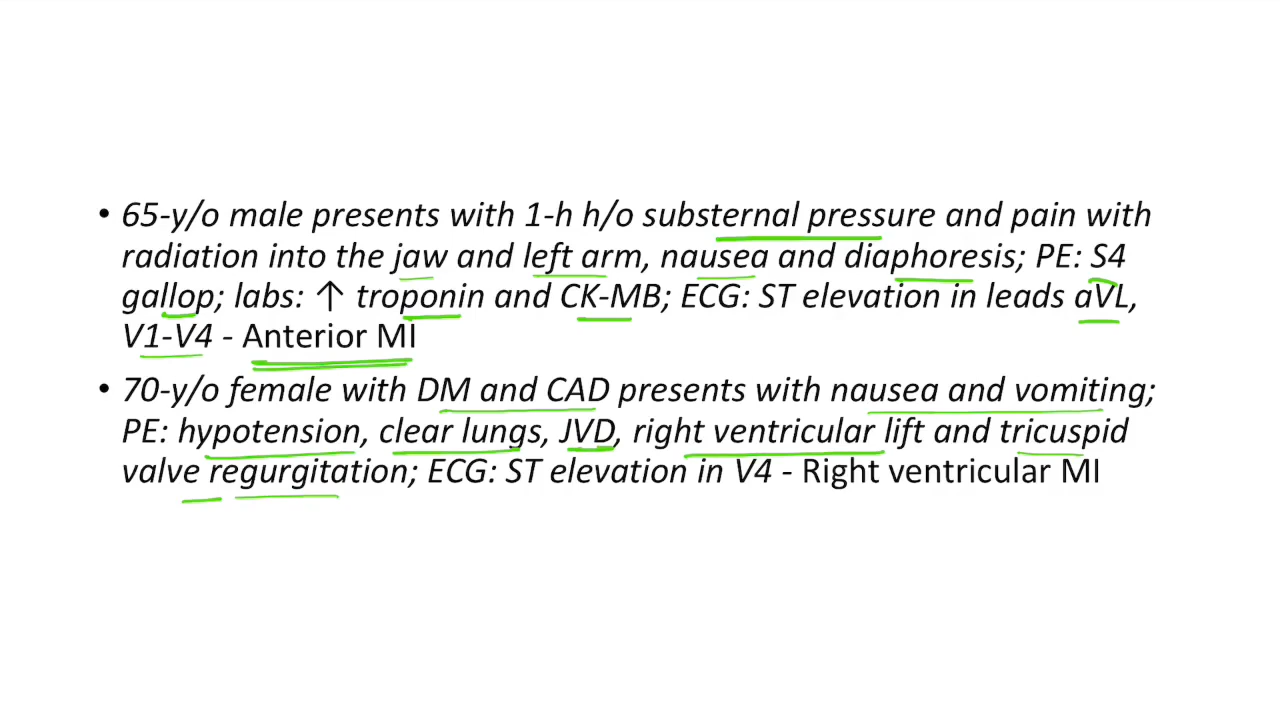 • 65-y/o male presents with 1-h h/o substernal pressure and pain with
radiation into the jaw and left arm, nausea and diaphoresis; PE: S4
gallop; labs: ↑ troponin and CK-MB; ECG: ST elevation in leads aVL,
V1-V4 - Anterior MI
• 70-y/o female with DM and CAD presents with nausea and vomiting;
PE: hypotension, clear lungs, JVD, right ventricular lift and tricuspid
valve regurgitation; ECG: ST elevation in V4 - Right ventricular MI